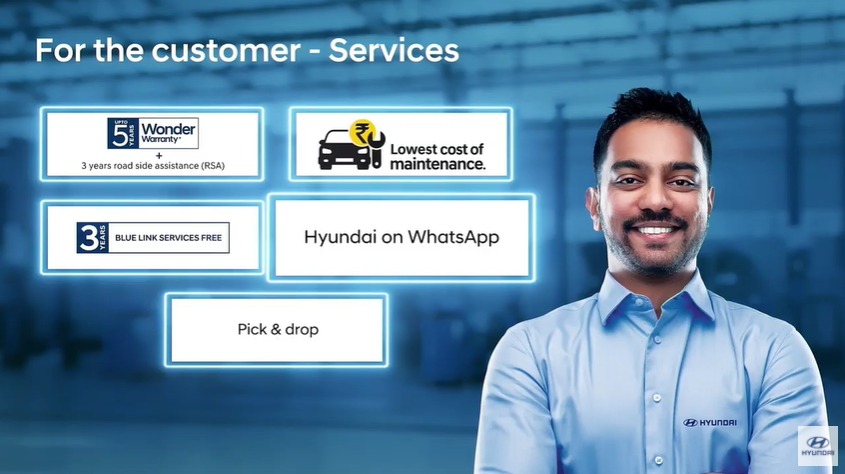 For the customer - Services
UPTO
5 YEARS
Wonder
Warranty*
+
3 years road side assistance (RSA)
₹
Lowest cost of
maintenance.
3 YEARS
BLUE LINK SERVICES FREE
Hyundai on WhatsApp
Pick & drop
HYUNDAI
HYUNDAI